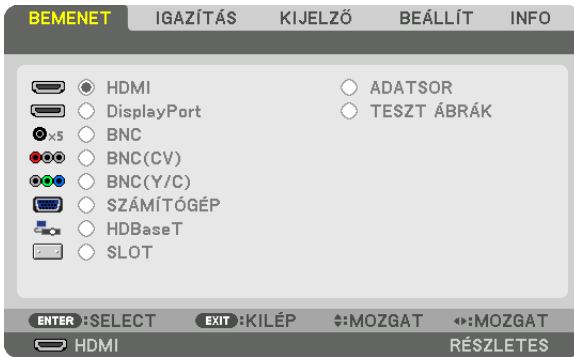 BEMENET IGAZÍTÁS KIJELZŐ BEÁLLÍT INFO
HDMI ADATSOR
DisplayPort TESZT ÁBRÁK
×5 BNC
BNC(CV)
BNC(Y/C)
SZÁMÍTÓGÉP
HDBaseT
SLOT
ENTER:SELECT EXIT:KILÉP :MOZGAT :MOZGAT
HDMI RÉSZLETES